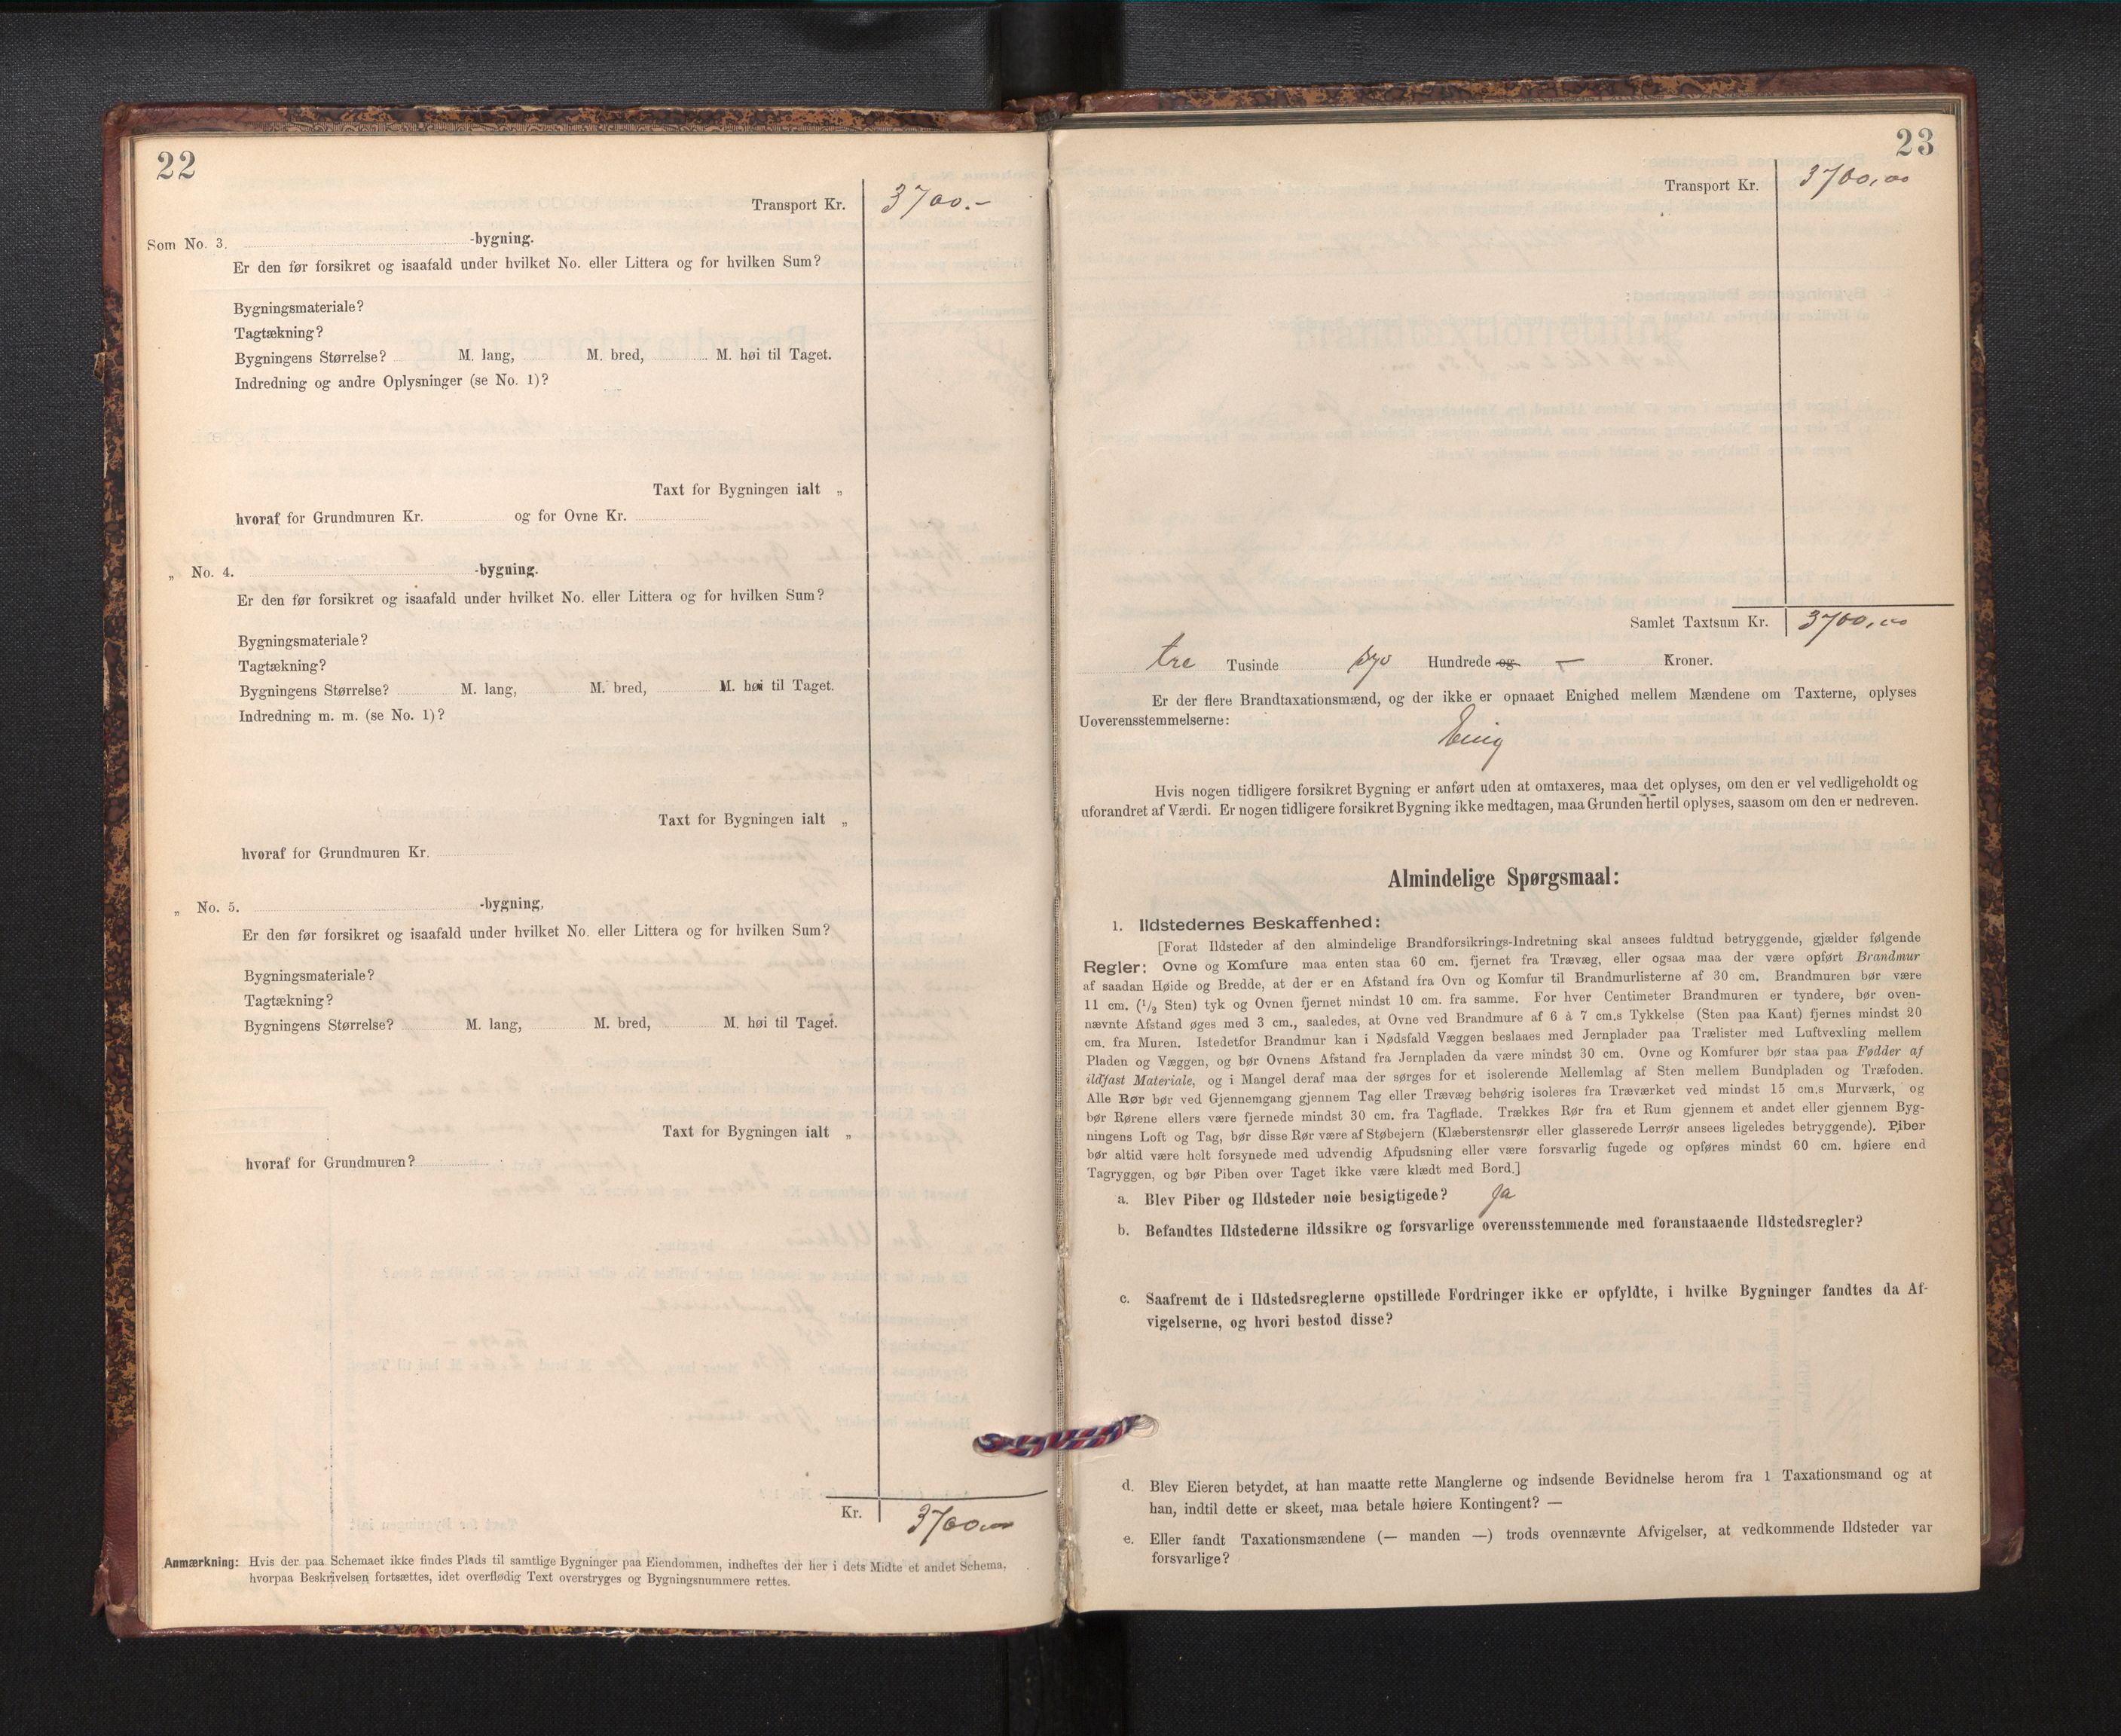 22
Transport Kr. 3700.-
Som No. 3. -bygning.
Er den før forsikret og isaafald under hvilket No. eller Littera og for hvilken Sum?
Bygningsmateriale?
Tagtækning?
Bygningens Størrelse? M. lang, M. bred, M. høi til Taget.
Indredning og andre Oplysninger (se No. 1)?
Taxt for Bygningen ialt „
hvoraf for Grundmuren Kr. og for Ovne Kr.
„ No. 4. -bygning.
Er den før forsikret og isaafald under hvilket No. eller Littera og for hvilken Sum?
Bygningsmateriale?
Tagtækning?
Bygningens Størrelse? M. lang, M. bred, M. høi til Taget.
Indredning m. m. (se No. 1)?
Taxt for Bygningen ialt „
hvoraf for Grundmuren Kr.
„ No. 5. -bygning,
Er den før forsikret og isaafald under hvilket No. eller Littera og for hvilken Sum?
Bygningsmateriale?
Tagtækning?
Bygningens Størrelse? M. lang, M. bred, M. høi til Taget.
Taxt for Bygningen ialt „
hvoraf for Grundmuren?
Kr. 3700.00
Anmærkning: Hvis der paa Schemaet ikke findes Plads til samtlige Bygninger paa Eiendommen, indheftes der her i dets Midte et andet Schema,
hvorpaa Beskrivelsen fortsættes, idet overflødig Text overstryges og Bygningsnummere rettes.
23
Transport Kr. 3700,00
Samlet Taxtsum Kr. 3700,00
tre Tusinde syv Hundrede og — Kroner.
Er der flere Brandtaxationsmænd, og der ikke er opnaaet Enighed mellem Mændene om Taxterne, oplyses
Uoverensstemmelserne:
Enig
Hvis nogen tidligere forsikret Bygning er anført uden at omtaxeres, maa det oplyses, om den er vel vedligeholdt og
uforandret af Værdi. Er nogen tidligere forsikret Bygning ikke medtagen, maa Grunden hertil oplyses, saasom om den er nedreven.
Almindelige Spørgsmaal:
1. Ildstedernes Beskaffenhed:
[Forat Ildsteder af den almindelige Brandforsikrings-Indretning skal ansees fuldtud betryggende, gjælder følgende
Regler: Ovne og Komfure maa enten staa 60 cm. fjernet fra Trævæg, eller ogsaa maa der være opført Brandmur
af saadan Høide og Bredde, at der er en Afstand fra Ovn og Komfur til Brandmurlisterne af 30 cm. Brandmuren bør være
11 cm. (1/2 Sten) tyk og Ovnen fjernet mindst 10 cm. fra samme. For hver Centimeter Brandmuren er tyndere, bør oven-
nævnte Afstand øges med 3 cm., saaledes, at Ovne ved Brandmure af 6 à 7 cm.s Tykkelse (Sten paa Kant) fjernes mindst 20
cm. fra Muren. Istedetfor Brandmur kan i Nødsfald Væggen beslaaes med Jernplader paa Trælister med Luftvexling mellem
Pladen og Væggen, og bør Ovnens Afstand fra Jernpladen da være mindst 30 cm. Ovne og Komfurer bør staa paa Fødder af
ildfast Materiale, og i Mangel deraf maa der sørges for et isolerende Mellemlag af Sten mellem Bundpladen og Træfoden.
Alle Rør bør ved Gjennemgang gjennem Tag eller Trævæg behørig isoleres fra Træværket ved mindst 15 cm.s Murværk, og
bør Rørene ellers være fjernede mindst 30 cm. fra Tagflade. Trækkes Rør fra et Rum gjennem et andet eller gjennem Byg-
ningens Loft og Tag, bør disse Rør være af Støbejern (Klæberstensrør eller glasserede Lerrør ansees ligeledes betryggende). Piber
bør altid være helt forsynede med udvendig Afpudsning eller være forsvarlig fugede og opføres mindst 60 cm. høiere end
Tagryggen, og bør Piben over Taget ikke være klædt med Bord.]
a. Blev Piber og Ildsteder nøie besigtigede? Ja
b. Befandtes Ildstederne ildssikre og forsvarlige overensstemmende med foranstaaende Ildstedsregler?
c. Saafremt de i Ildstedsreglerne opstillede Fordringer ikke er opfyldte, i hvilke Bygninger fandtes da Af-
vigelserne, og hvori bestod disse?
d. Blev Eieren betydet, at han maatte rette Manglerne og indsende Bevidnelse herom fra 1 Taxationsmand og at
han, indtil dette er skeet, maa betale høiere Kontingent? —
e. Eller fandt Taxationsmændene (— manden —) trods ovennævnte Afvigelser, at vedkommende Ildsteder var
forsvarlige?